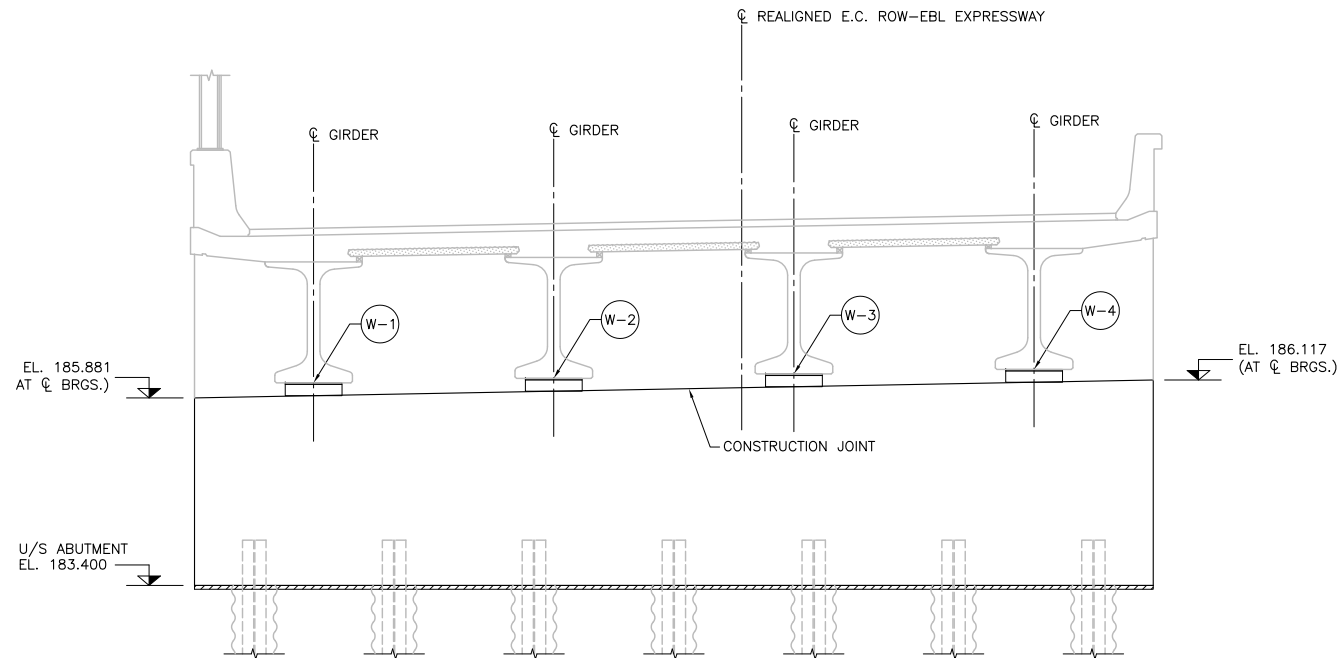 ℄ REALIGNED E.C. ROW-EBL EXPRESSWAY
℄ GIRDER
℄ GIRDER
℄ GIRDER
℄ GIRDER
W-1
W-2
W-3
W-4
EL. 185.881
AT ℄ BRGS.)
EL. 186.117
(AT ℄ BRGS.)
CONSTRUCTION JOINT
U/S ABUTMENT
EL. 183.400